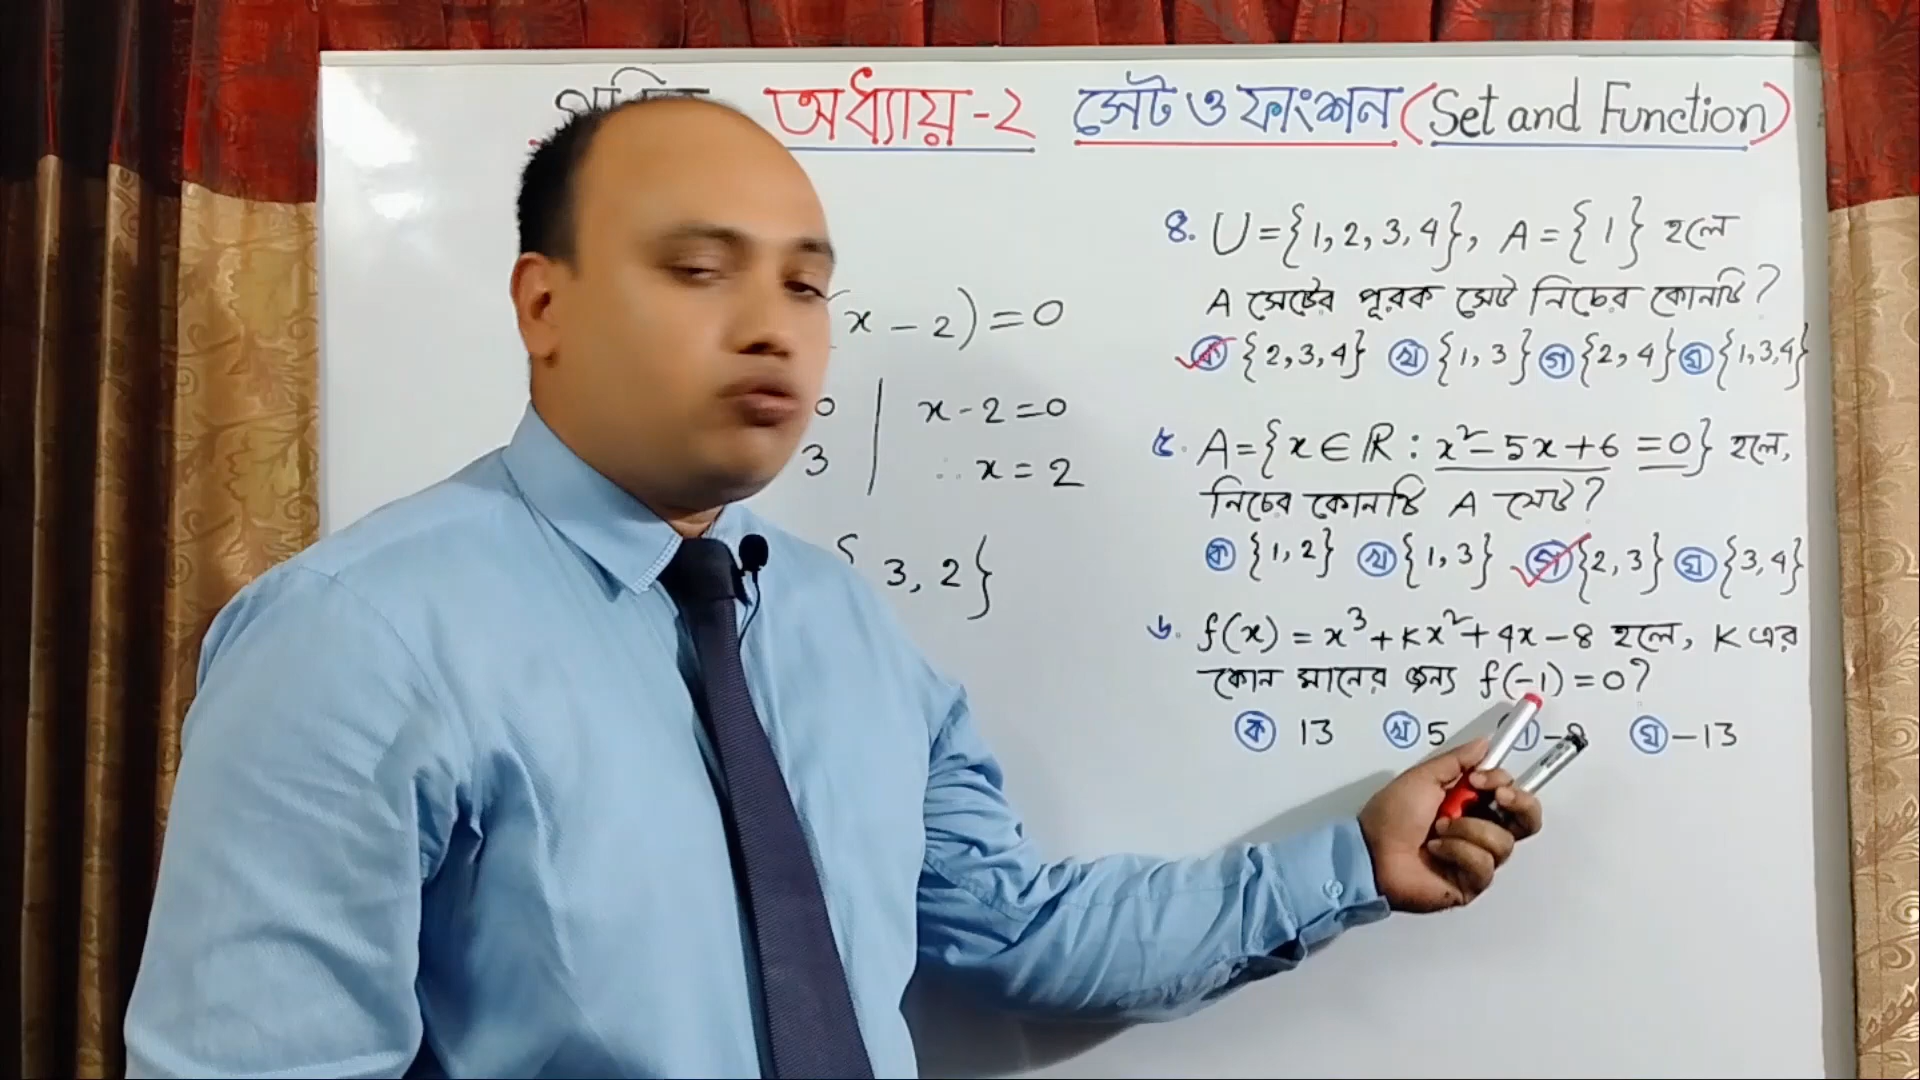 অধ্যায়-২ সেট ও ফাংশন (Set and Function)
x - 2) = 0
0 | x - 2 = 0
3 | ∴ x = 2
{3, 2}
৪. U = {1, 2, 3, 4}, A = {1} হলে
A সেটের পূরক সেট নিচের কোনটি?
ক {2, 3, 4} খ {1, 3} গ {2, 4} ঘ {1, 3, 4}
৫. A = {x ∈ R : x² - 5x + 6 = 0} হলে,
নিচের কোনটি A সেট?
ক {1, 2} খ {1, 3} গ {2, 3} ঘ {3, 4}
৬. f(x) = x³ + Kx² + 4x - 8 হলে, K এর
কোন মানের জন্য f(-1) = 0?
ক 13 খ 5 ঘ -13